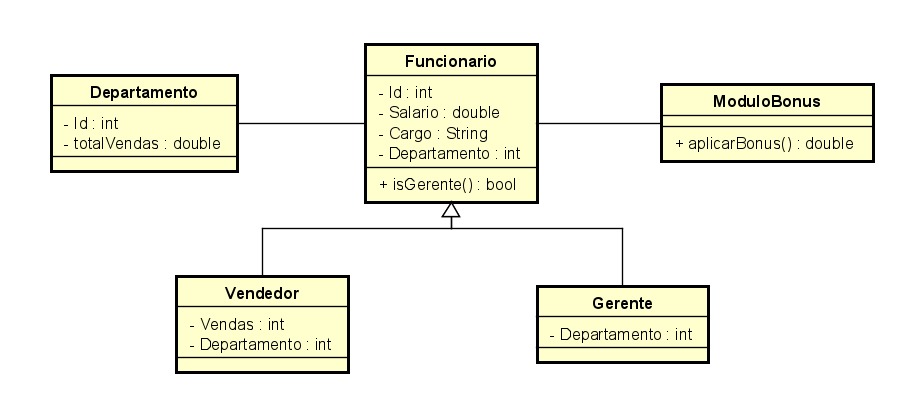 Departamento
- Id : int
- totalVendas : double
Funcionario
- Id : int
- Salario : double
- Cargo : String
- Departamento : int
+ isGerente() : bool
ModuloBonus
+ aplicarBonus() : double
Vendedor
- Vendas : int
- Departamento : int
Gerente
- Departamento : int